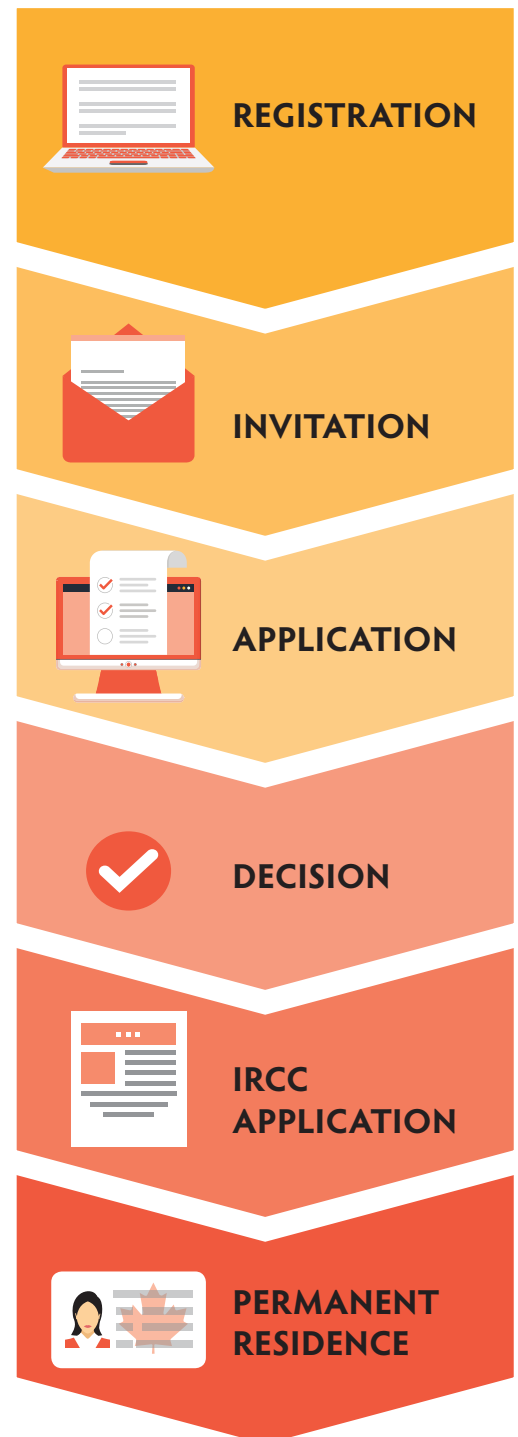 REGISTRATION
INVITATION
APPLICATION
DECISION
IRCC
APPLICATION
PERMANENT
RESIDENCE